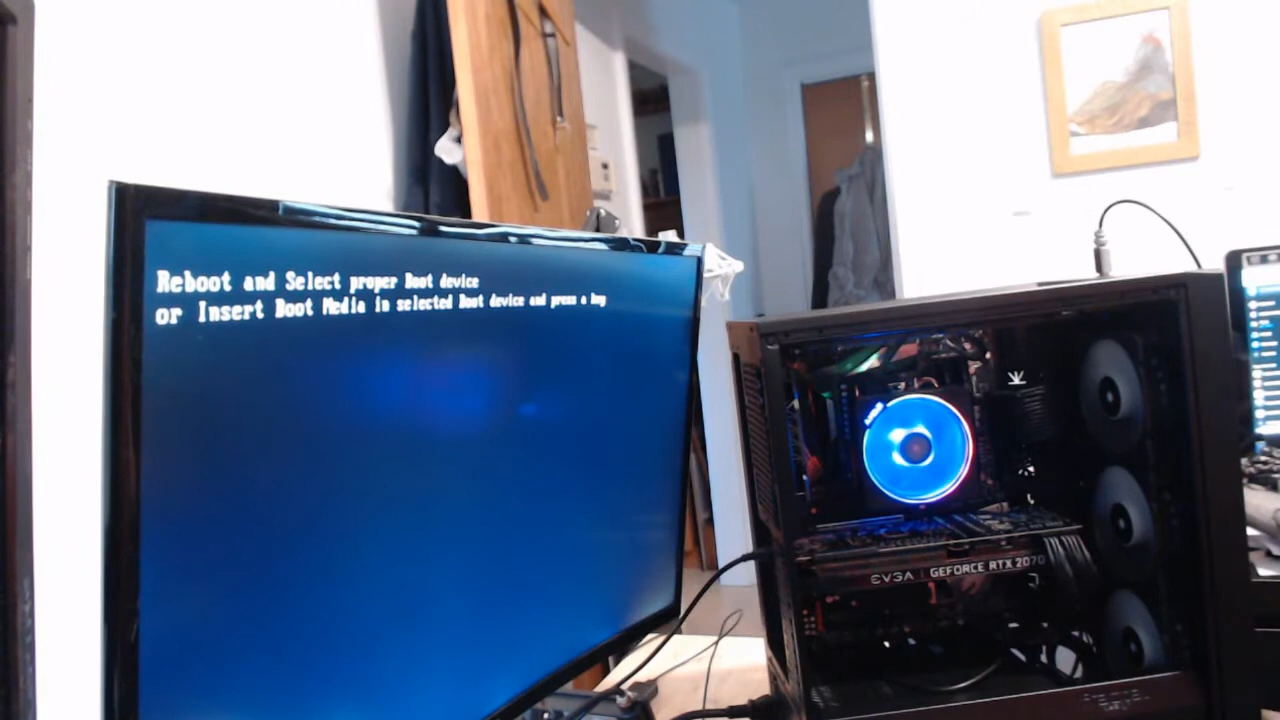 Reboot and Select proper Boot device
or Insert Boot Media in selected Boot device and press a key
EVGA GEFORCE RTX 2070